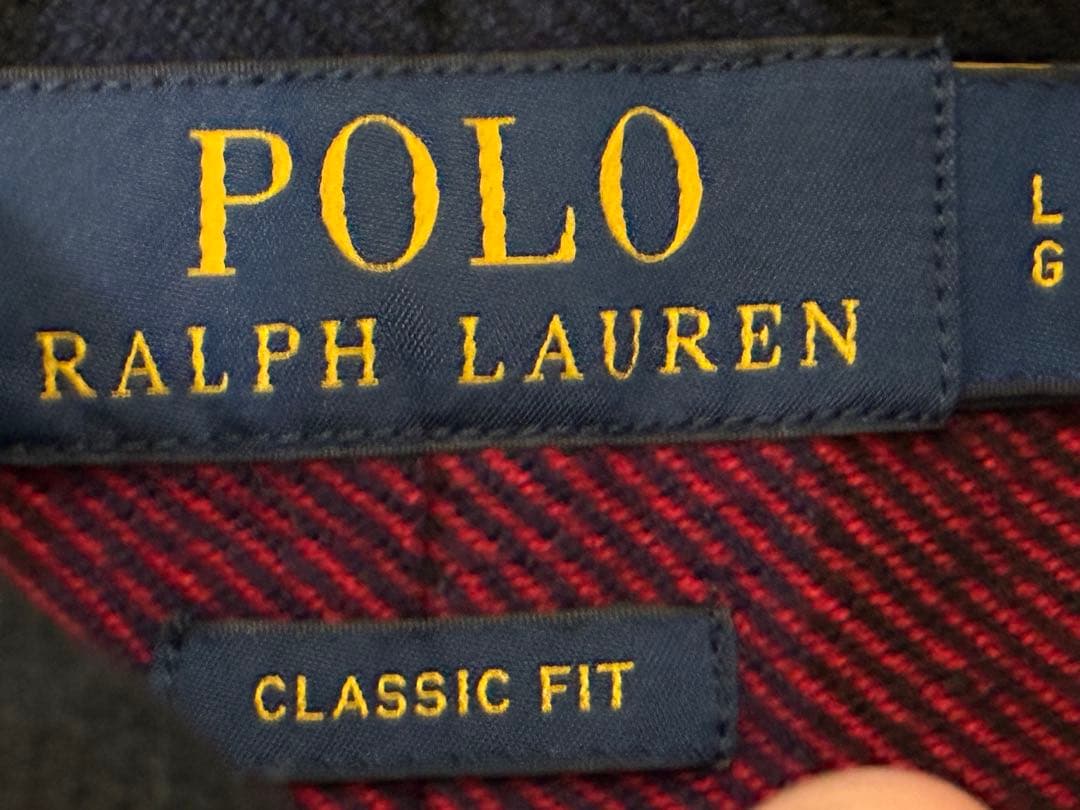 POLO
RALPH LAUREN
L
G
CLASSIC FIT